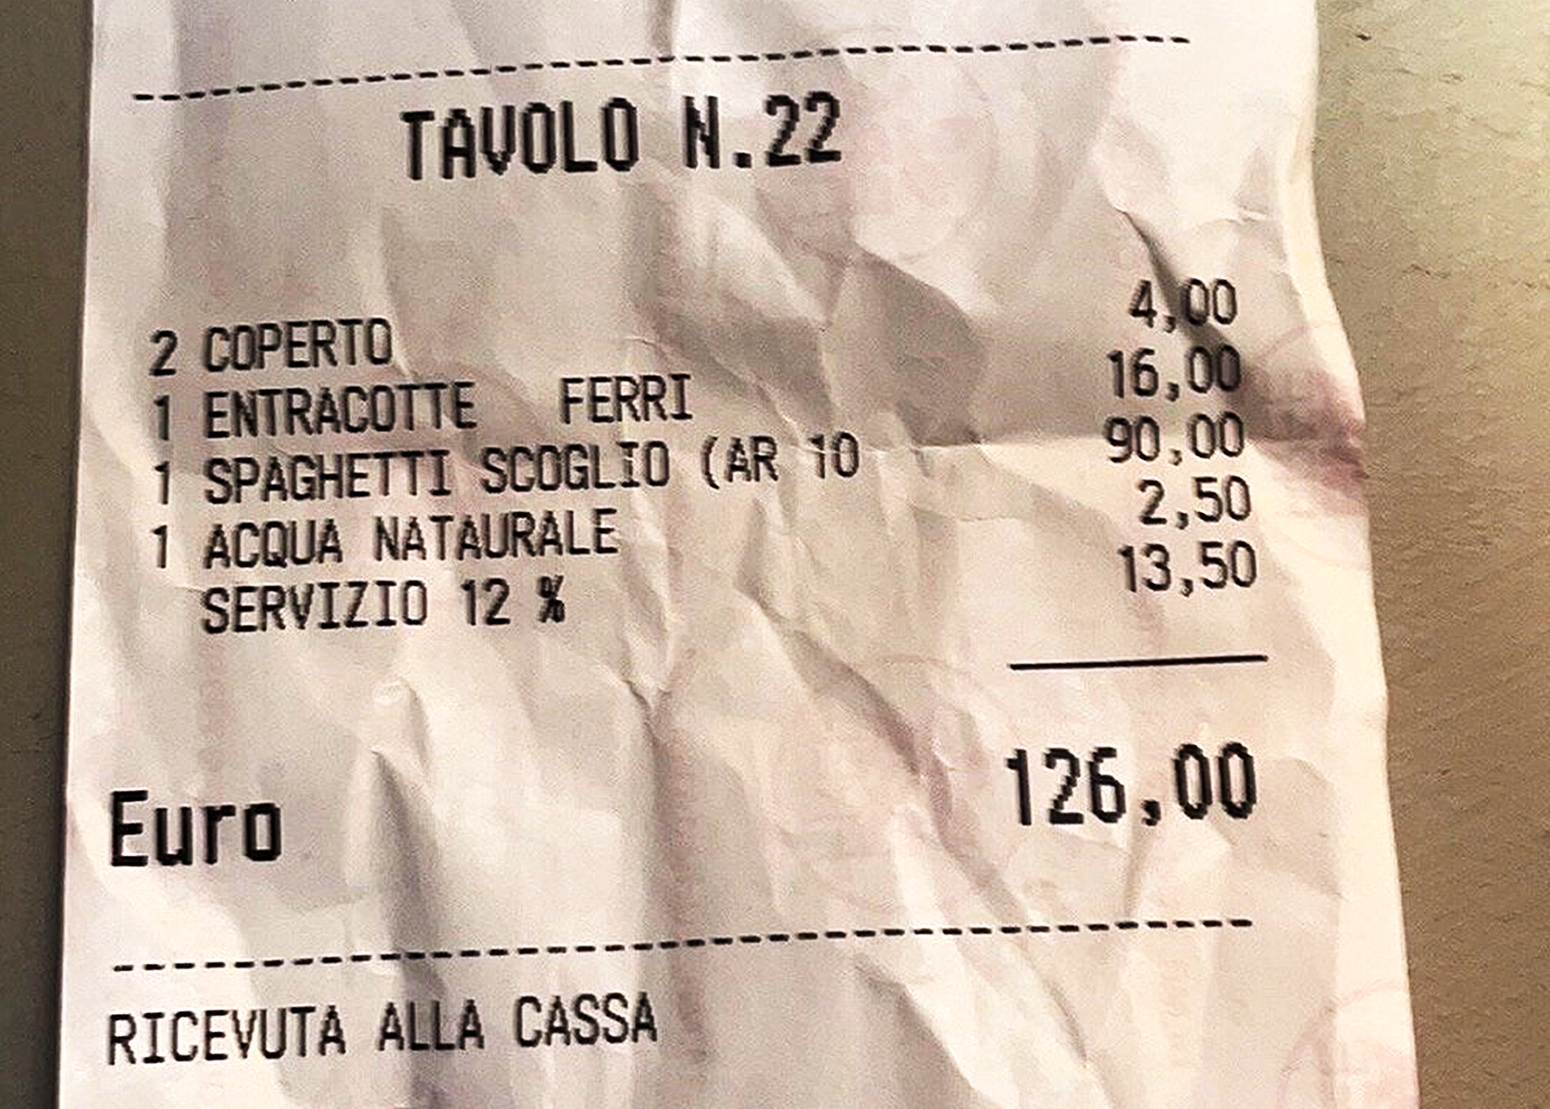 TAVOLO N.22
2 COPERTO 4,00
1 ENTRACOTTE FERRI 16,00
1 SPAGHETTI SCOGLIO (AR 10 90,00
1 ACQUA NATAURALE 2,50
SERVIZIO 12 % 13,50
Euro 126,00
RICEVUTA ALLA CASSA